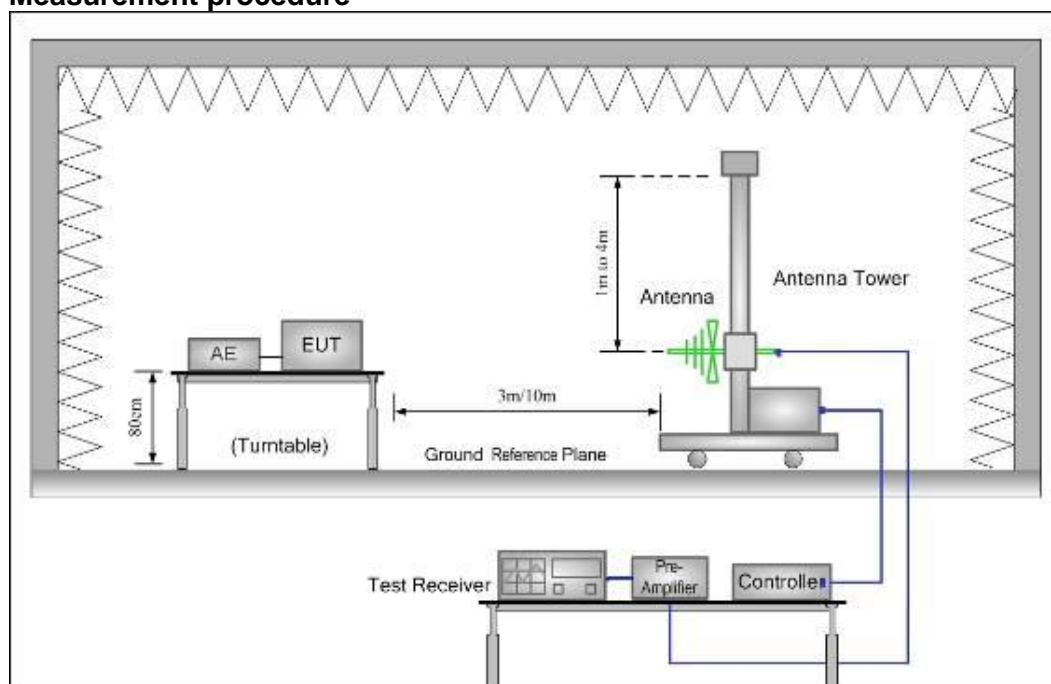 Measurement procedure
1m to 4m
Antenna
Antenna Tower
AE
EUT
80cm
3m/10m
(Turntable)
Ground Reference Plane
Test Receiver
Pre-
Amplifier
Controlle